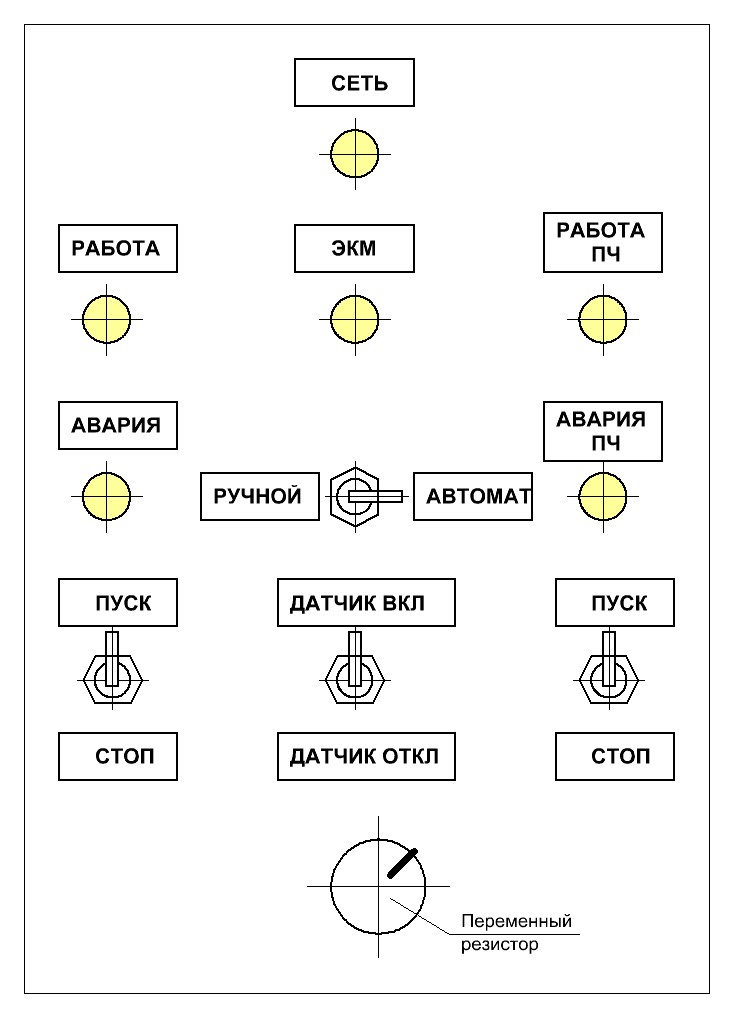 СЕТЬ
РАБОТА
ЭКМ
РАБОТА
ПЧ
АВАРИЯ
АВАРИЯ
ПЧ
РУЧНОЙ
АВТОМАТ
ПУСК
ДАТЧИК ВКЛ
ПУСК
СТОП
ДАТЧИК ОТКЛ
СТОП
Переменный
резистор